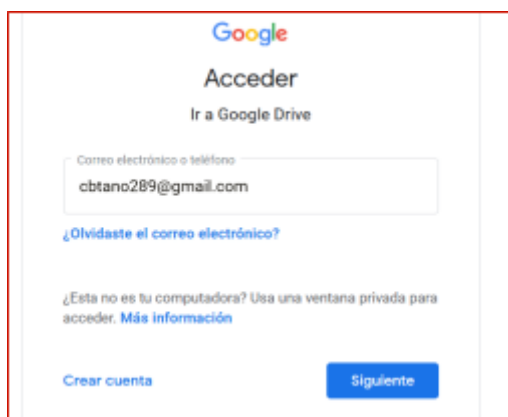 Google
Acceder
Ir a Google Drive
Correo electrónico o teléfono
cbtano289@gmail.com
¿Olvidaste el correo electrónico?
¿Esta no es tu computadora? Usa una ventana privada para
acceder. Más información
Crear cuenta
Siguiente